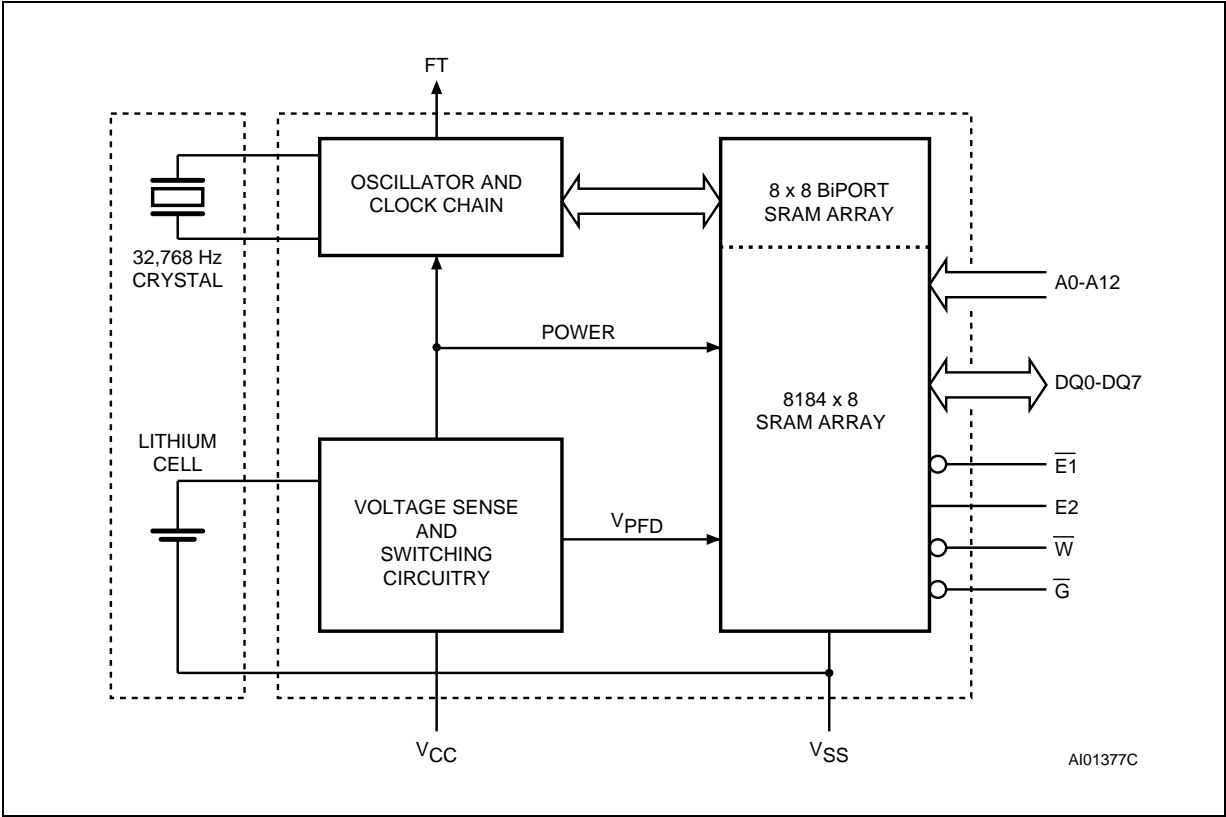 FT
OSCILLATOR AND
CLOCK CHAIN
8 x 8 BiPORT
SRAM ARRAY
32,768 Hz
CRYSTAL
A0-A12
POWER
DQ0-DQ7
8184 x 8
SRAM ARRAY
LITHIUM
CELL
E1
VOLTAGE SENSE
AND
SWITCHING
CIRCUITRY
VPFD
E2
W
G
VCC
VSS
AI01377C